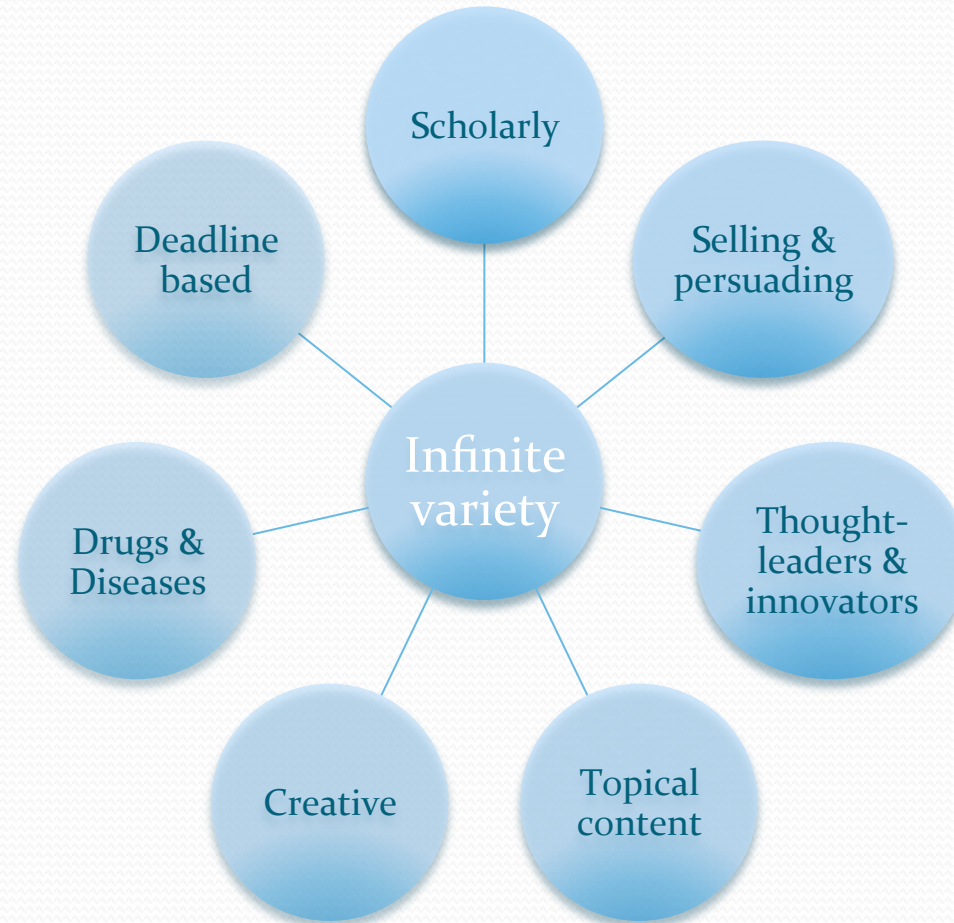 Scholarly
Selling &
persuading
Thought-
leaders &
innovators
Topical
content
Creative
Drugs &
Diseases
Deadline
based
Infinite
variety